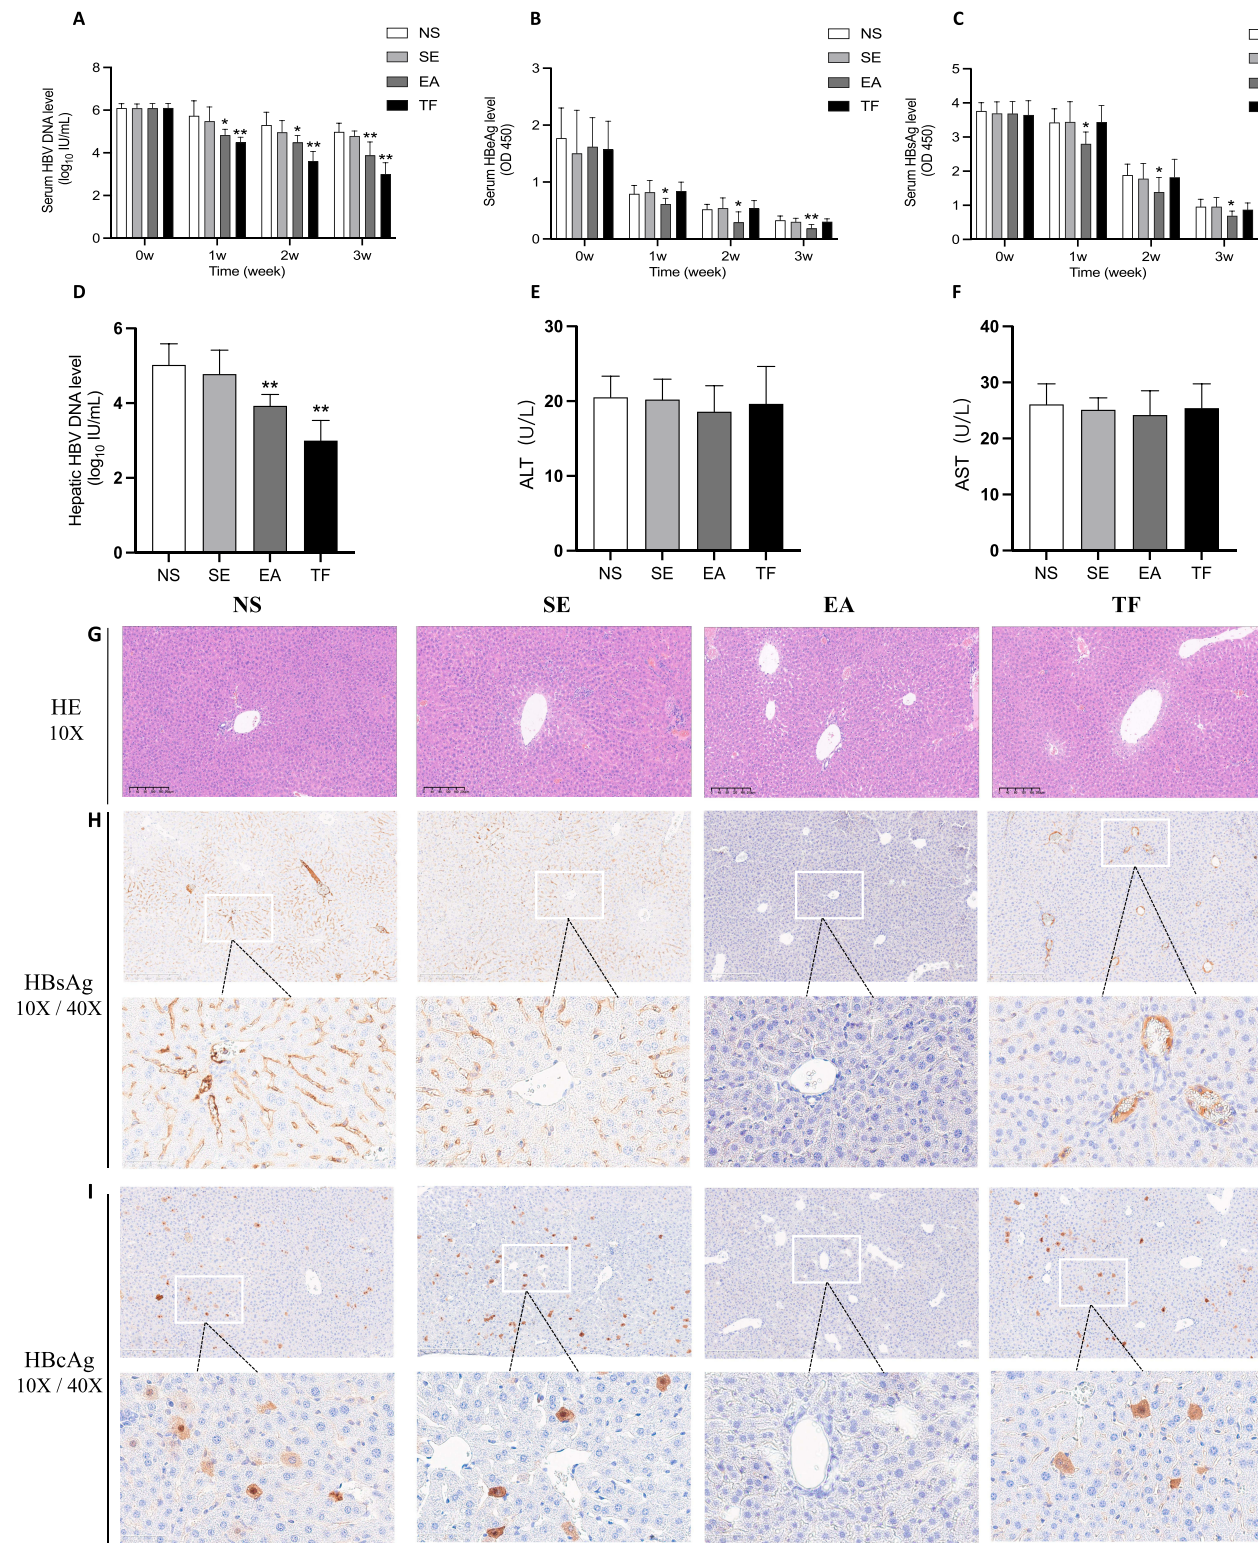 A
NS
SE
EA
TF
8
6
4
2
0
Serum HBV DNA level
(log10 IU/mL)
* ** * ** ** **
0w 1w 2w 3w
Time (week)
B
NS
SE
EA
TF
3
2
1
0
Serum HBeAg level
(OD 450)
* * **
0w 1w 2w 3w
Time (week)
C
5
4
3
2
1
0
Serum HBsAg level
(OD 450)
* * *
0w 1w 2w 3w
Time (week)
D
6
4
2
0
Hepatic HBV DNA level
(log10 IU/mL)
** **
NS SE EA TF
E
30
20
10
0
ALT (U/L)
NS SE EA TF
F
40
30
20
10
0
AST (U/L)
NS SE EA TF
NS SE EA TF
G
HE
10X
H
HBsAg
10X / 40X
I
HBcAg
10X / 40X